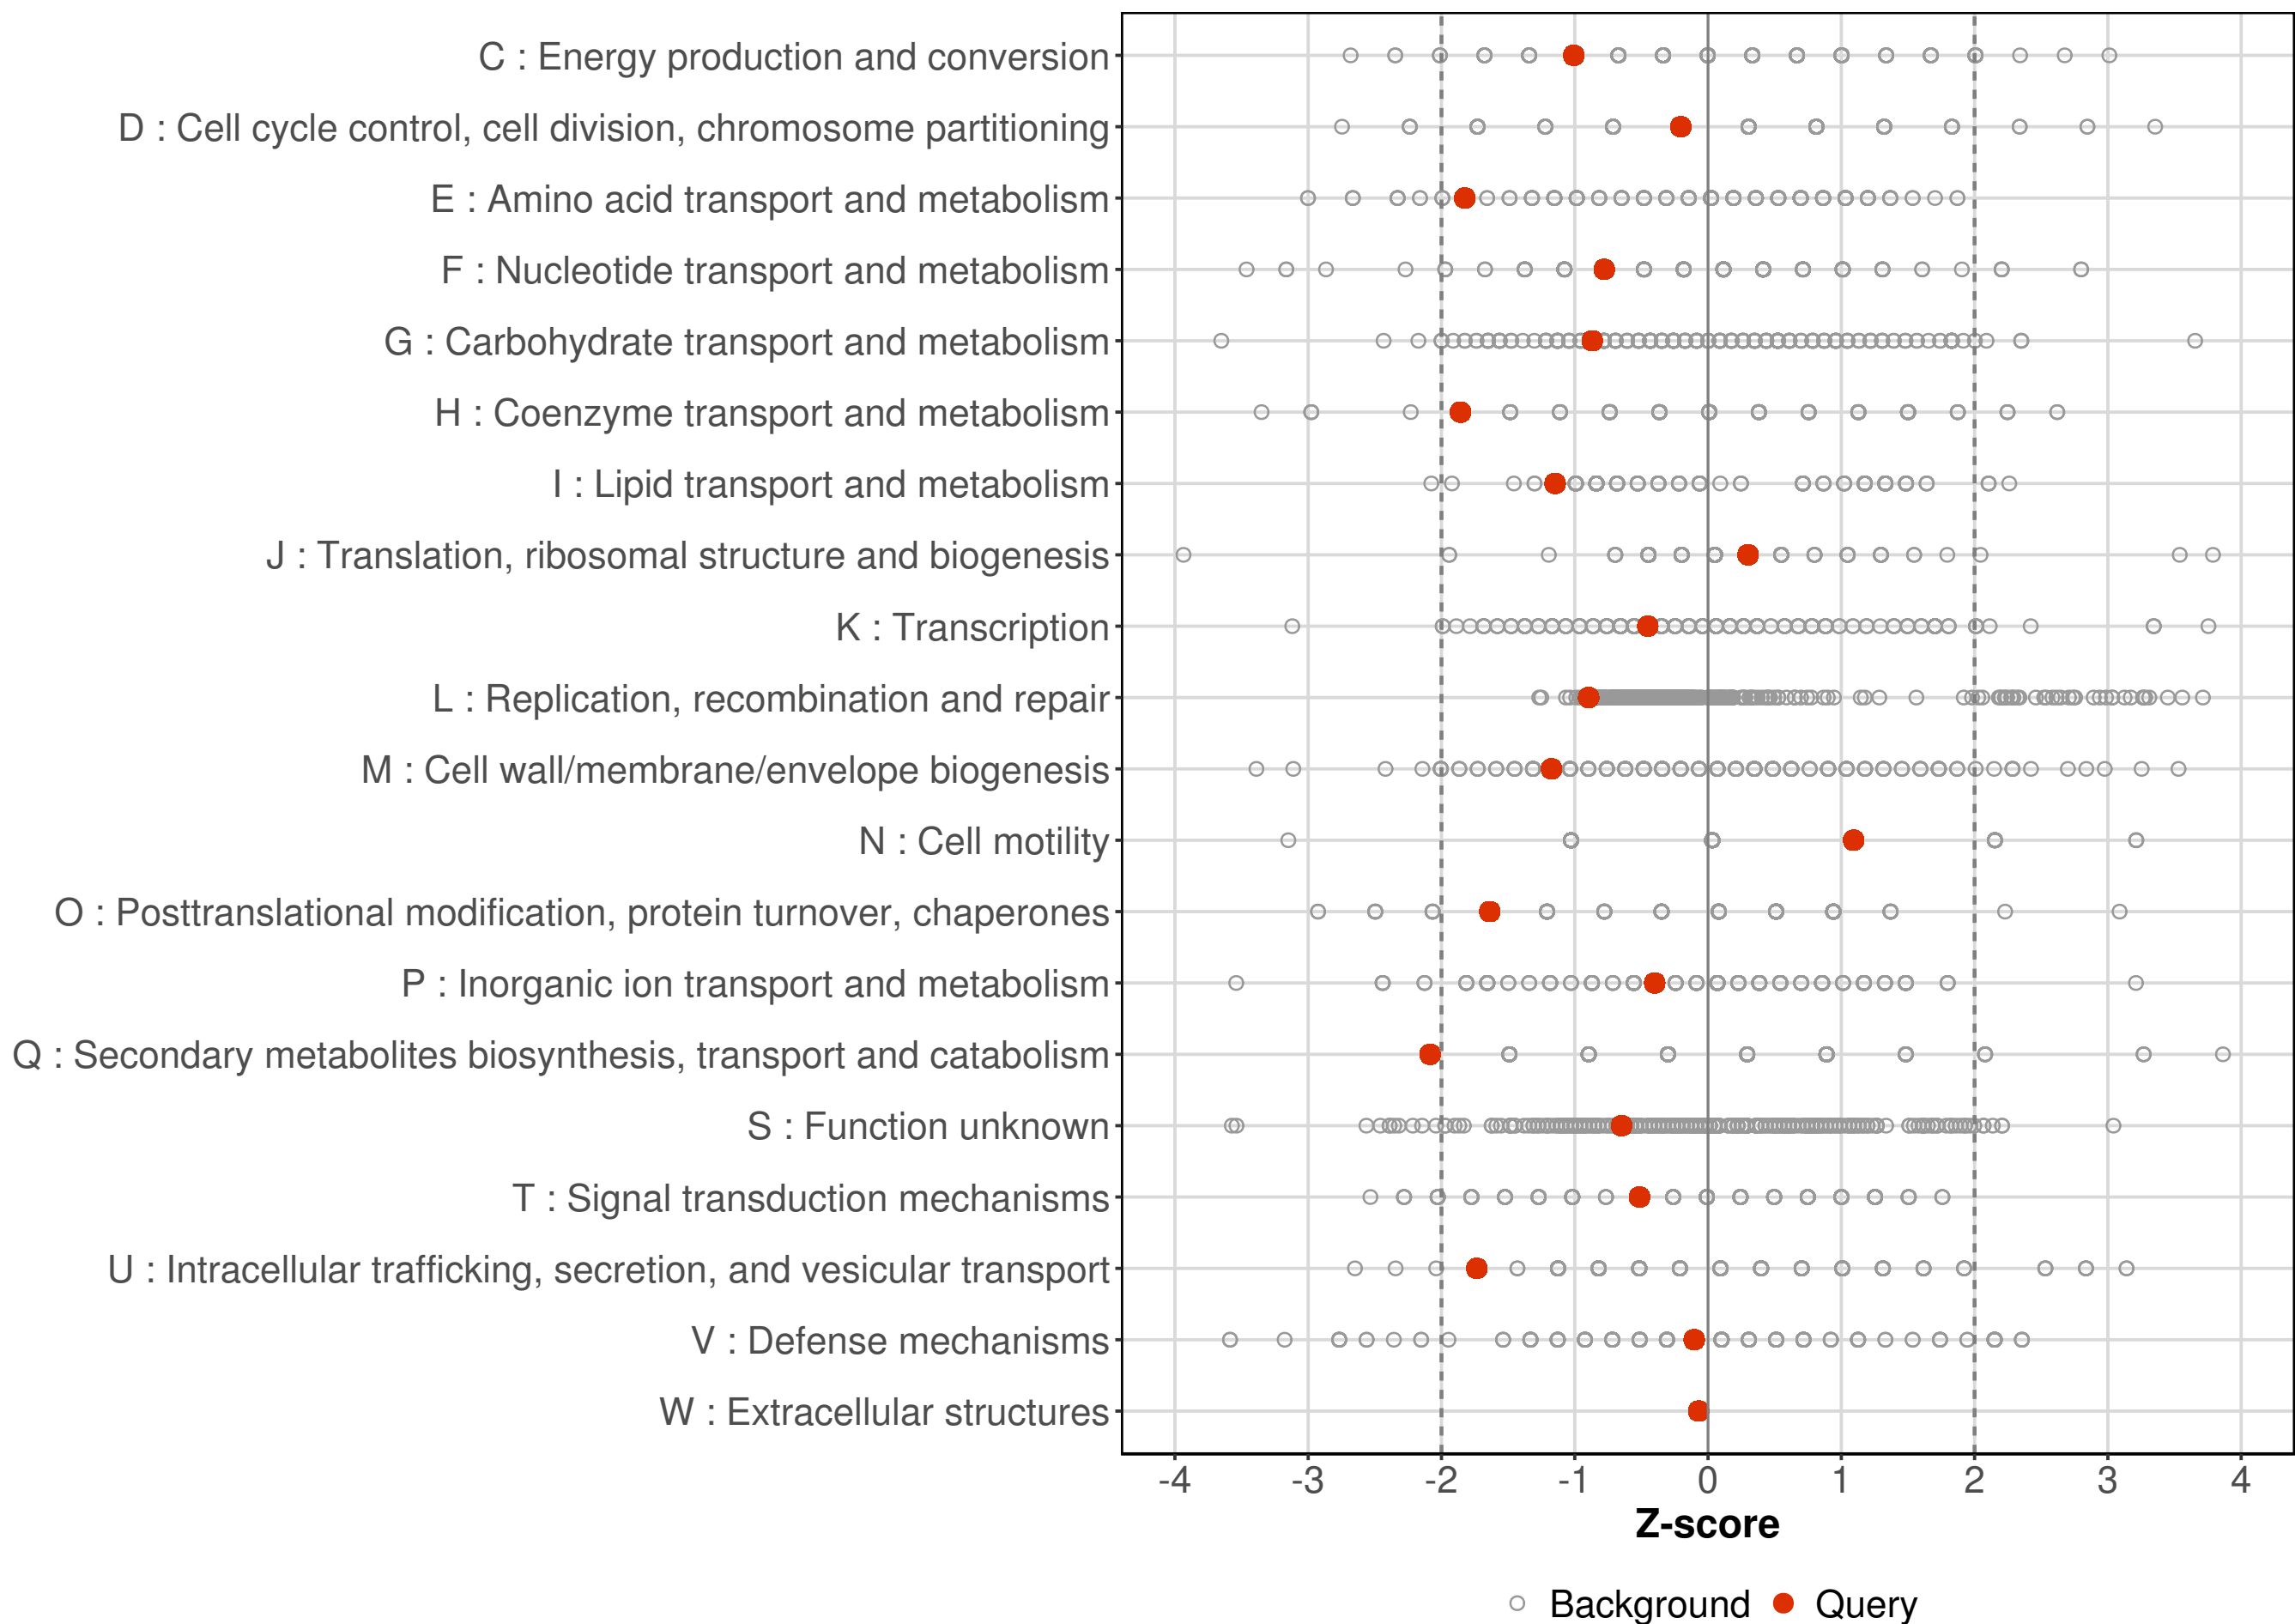 C : Energy production and conversion
D : Cell cycle control, cell division, chromosome partitioning
E : Amino acid transport and metabolism
F : Nucleotide transport and metabolism
G : Carbohydrate transport and metabolism
H : Coenzyme transport and metabolism
I : Lipid transport and metabolism
J : Translation, ribosomal structure and biogenesis
K : Transcription
L : Replication, recombination and repair
M : Cell wall/membrane/envelope biogenesis
N : Cell motility
O : Posttranslational modification, protein turnover, chaperones
P : Inorganic ion transport and metabolism
Q : Secondary metabolites biosynthesis, transport and catabolism
S : Function unknown
T : Signal transduction mechanisms
U : Intracellular trafficking, secretion, and vesicular transport
V : Defense mechanisms
W : Extracellular structures
-4 -3 -2 -1 0 1 2 3 4
Z-score
Background Query